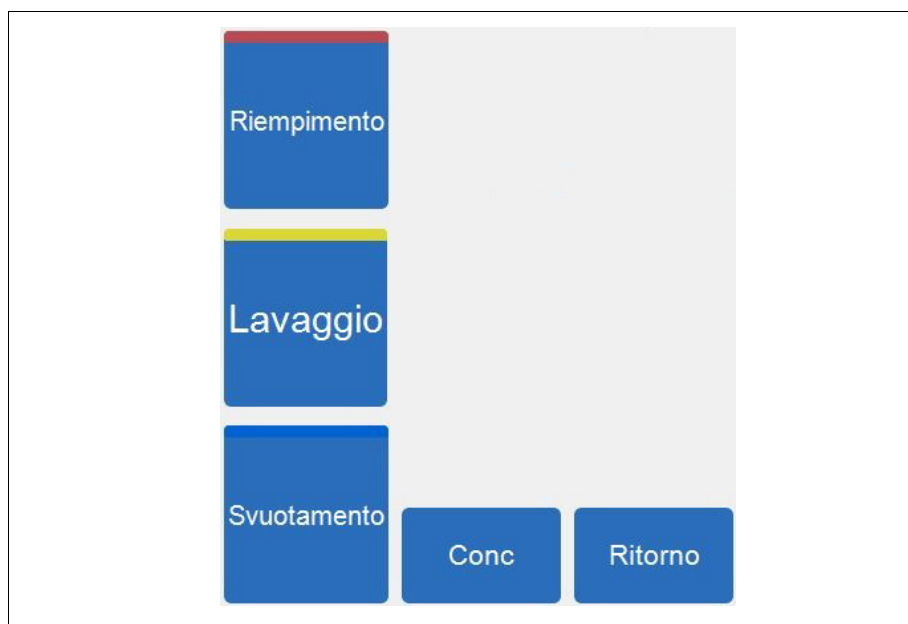 Riempimento
Lavaggio
Svuotamento
Conc
Ritorno